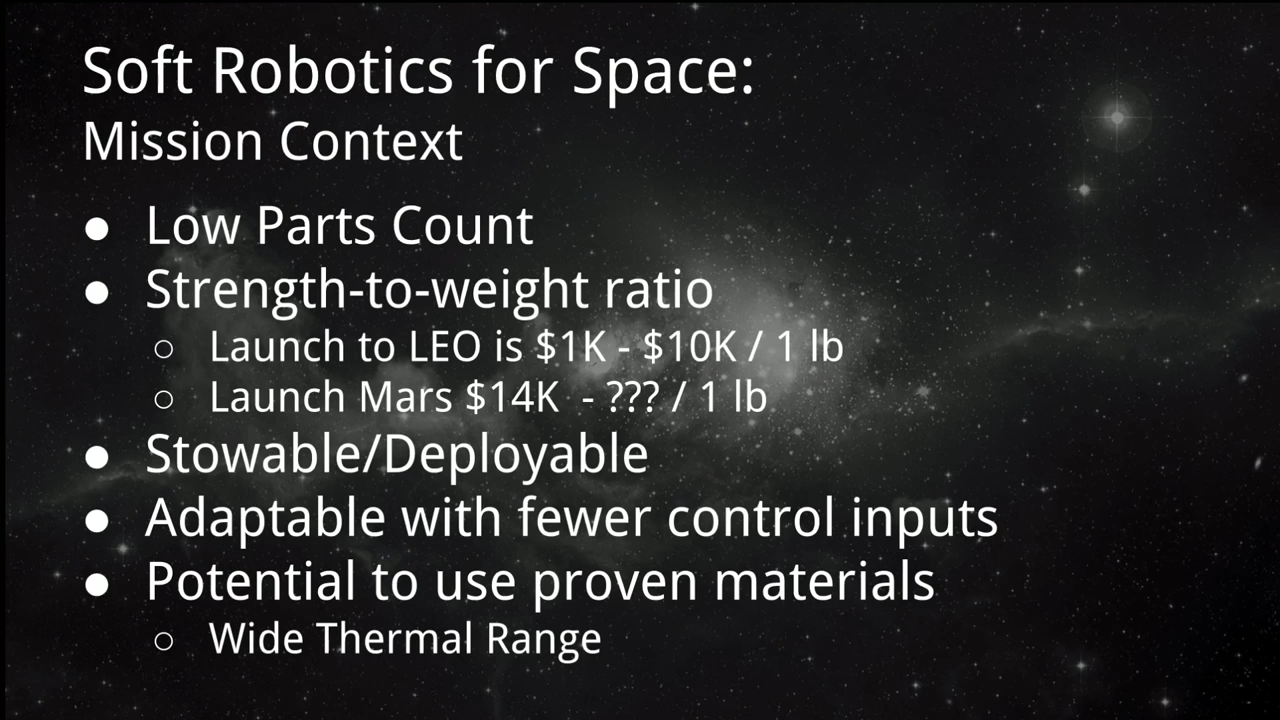 Soft Robotics for Space:
Mission Context
● Low Parts Count
● Strength-to-weight ratio
○ Launch to LEO is $1K - $10K / 1 lb
○ Launch Mars $14K  - ??? / 1 lb
● Stowable/Deployable
● Adaptable with fewer control inputs
● Potential to use proven materials
○ Wide Thermal Range